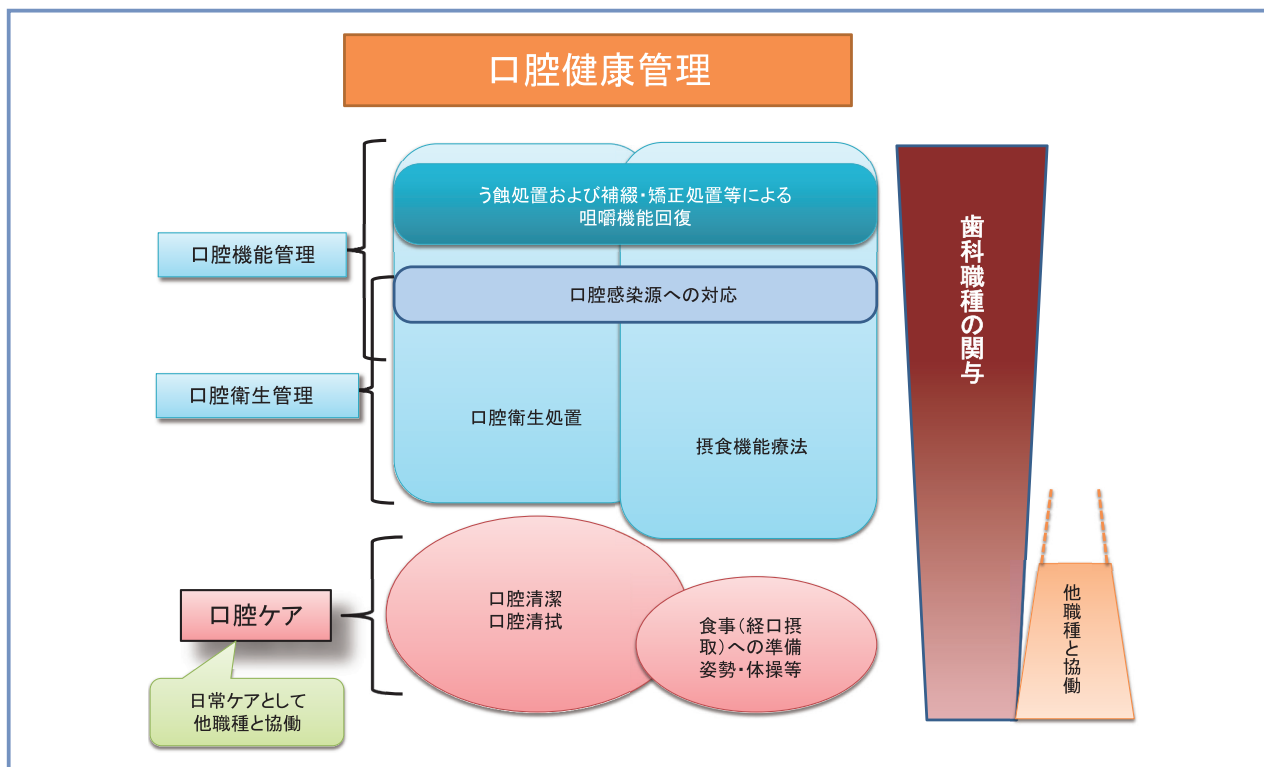 口腔健康管理
う蝕処置および補綴・矯正処置等による
咀嚼機能回復
口腔機能管理
口腔感染源への対応
口腔衛生管理
口腔衛生処置
摂食機能療法
歯科職種の関与
口腔ケア
口腔清潔
口腔清拭
食事（経口摂
取）への準備
姿勢・体操等
他職種と協働
日常ケアとして
他職種と協働